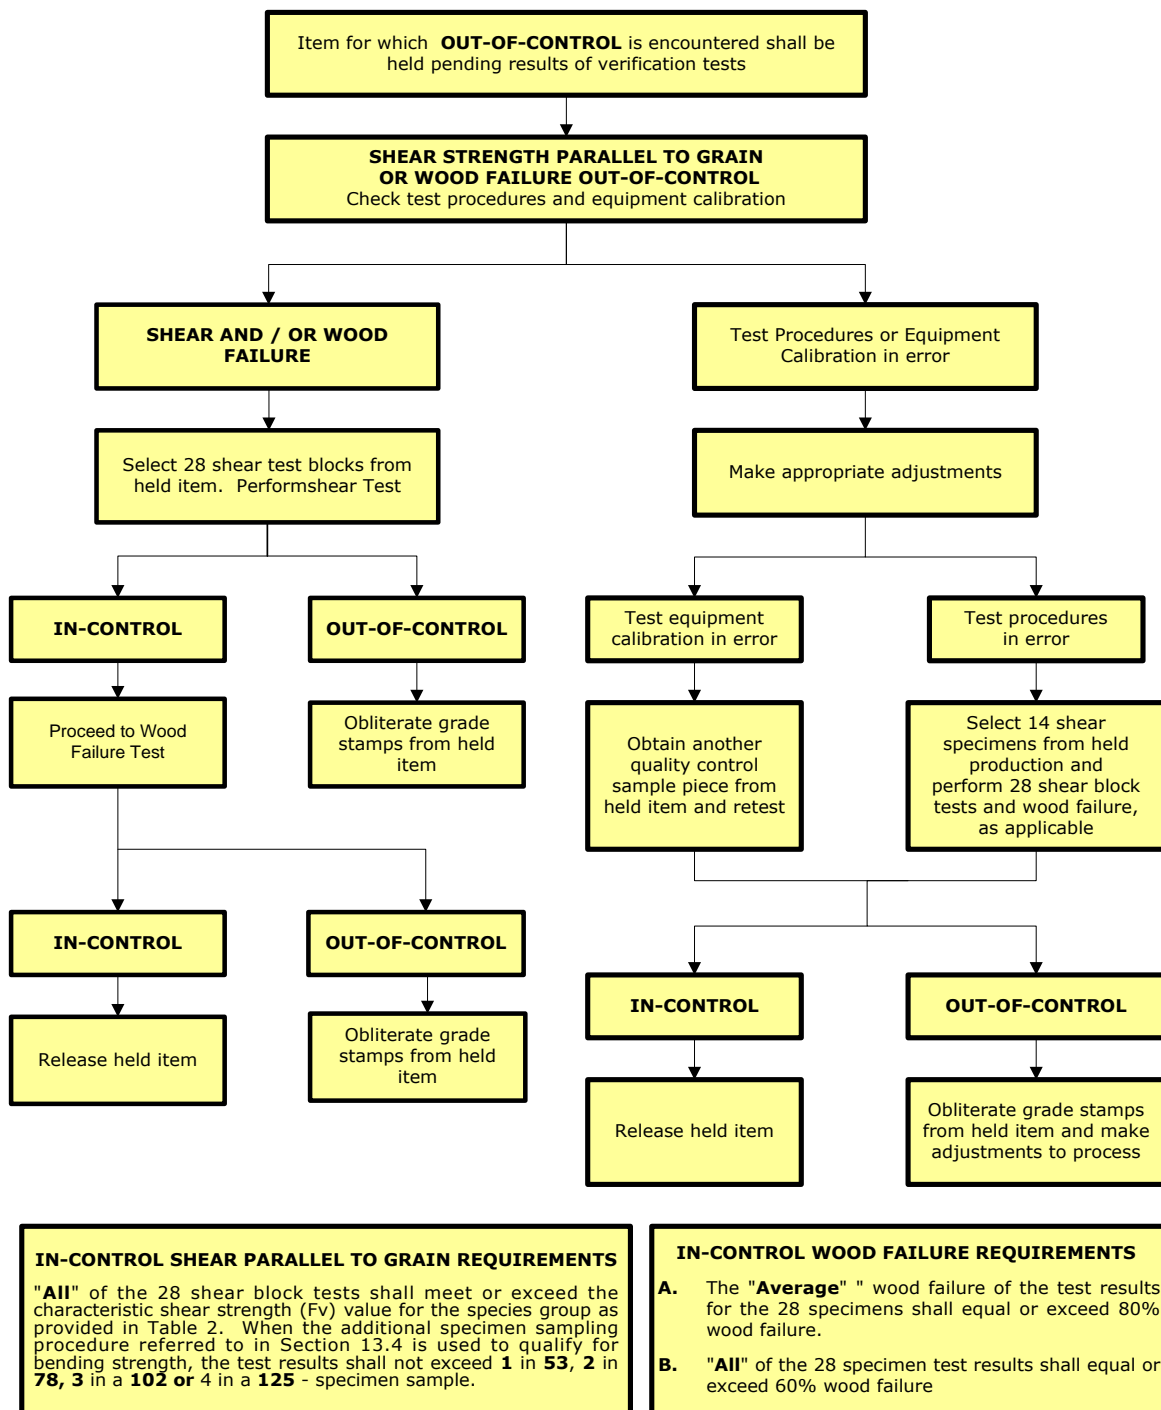 Item for which OUT-OF-CONTROL is encountered shall be
held pending results of verification tests
SHEAR STRENGTH PARALLEL TO GRAIN
OR WOOD FAILURE OUT-OF-CONTROL
Check test procedures and equipment calibration
SHEAR AND / OR WOOD
FAILURE
Test Procedures or Equipment
Calibration in error
Select 28 shear test blocks from
held item. Performshear Test
Make appropriate adjustments
IN-CONTROL
OUT-OF-CONTROL
Test equipment
calibration in error
Test procedures
in error
Proceed to Wood
Failure Test
Obliterate grade
stamps from held
item
Obtain another
quality control
sample piece from
held item and retest
Select 14 shear
specimens from held
production and
perform 28 shear block
tests and wood failure,
as applicable
IN-CONTROL
OUT-OF-CONTROL
IN-CONTROL
OUT-OF-CONTROL
Release held item
Obliterate grade
stamps from held
item
Release held item
Obliterate grade stamps
from held item and make
adjustments to process
IN-CONTROL SHEAR PARALLEL TO GRAIN REQUIREMENTS
"All" of the 28 shear block tests shall meet or exceed the
characteristic shear strength (Fv) value for the species group as
provided in Table 2. When the additional specimen sampling
procedure referred to in Section 13.4 is used to qualify for
bending strength, the test results shall not exceed 1 in 53, 2 in
78, 3 in a 102 or 4 in a 125 - specimen sample.
IN-CONTROL WOOD FAILURE REQUIREMENTS
A. The "Average" " wood failure of the test results
for the 28 specimens shall equal or exceed 80%
wood failure.
B. "All" of the 28 specimen test results shall equal or
exceed 60% wood failure